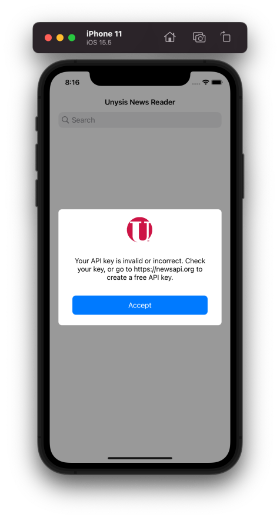 iPhone 11
iOS 15.5
8:16
Unysis News Reader
Search
U
Your API key is invalid or incorrect. Check
your key, or go to https://newsapi.org to
create a free API key.
Accept